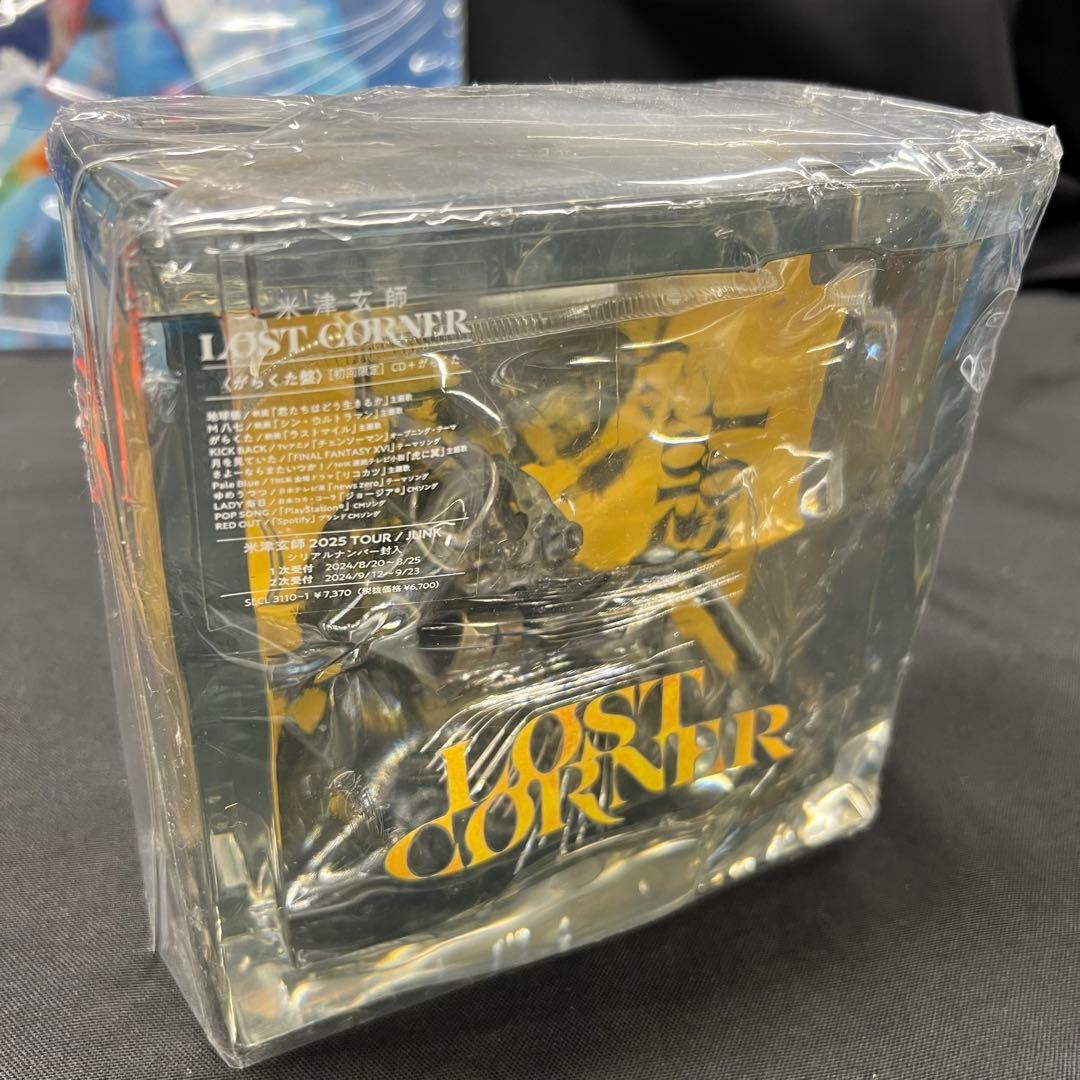 米津玄師
LOST CORNER
〈がらくた盤〉[初回限定] CD+が
地球儀/映画「君たちはどう生きるか」主題歌
M八七/映画「シン・ウルトラマン」主題歌
がらくた/映画「ラストマイル」主題歌
KICK BACK/TVアニメ「チェンソーマン」オープニング・テーマ
月を見ていた/「FINAL FANTASY XVI」テーマソング
さよーならまたいつか!/NHK 連続テレビ小説「虎に翼」主題歌
Pale Blue/TBS系 金曜ドラマ「リコカツ」主題歌
ゆめうつつ/日本テレビ系「news zero」テーマソング
LADY 毎日/日本コカ・コーラ「ジョージア®」CMソング
POP SONG/「PlayStation®」CMソング
RED OUT/「Spotify」ブランドCMソング
米津玄師 2025 TOUR / JUNK
シリアルナンバー封入
1次受付 2024/8/20~8/25
2次受付 2024/9/12~9/23
SECL 3110-1 ¥7,370 (税抜価格 ¥6,700)
LOST
CORNER